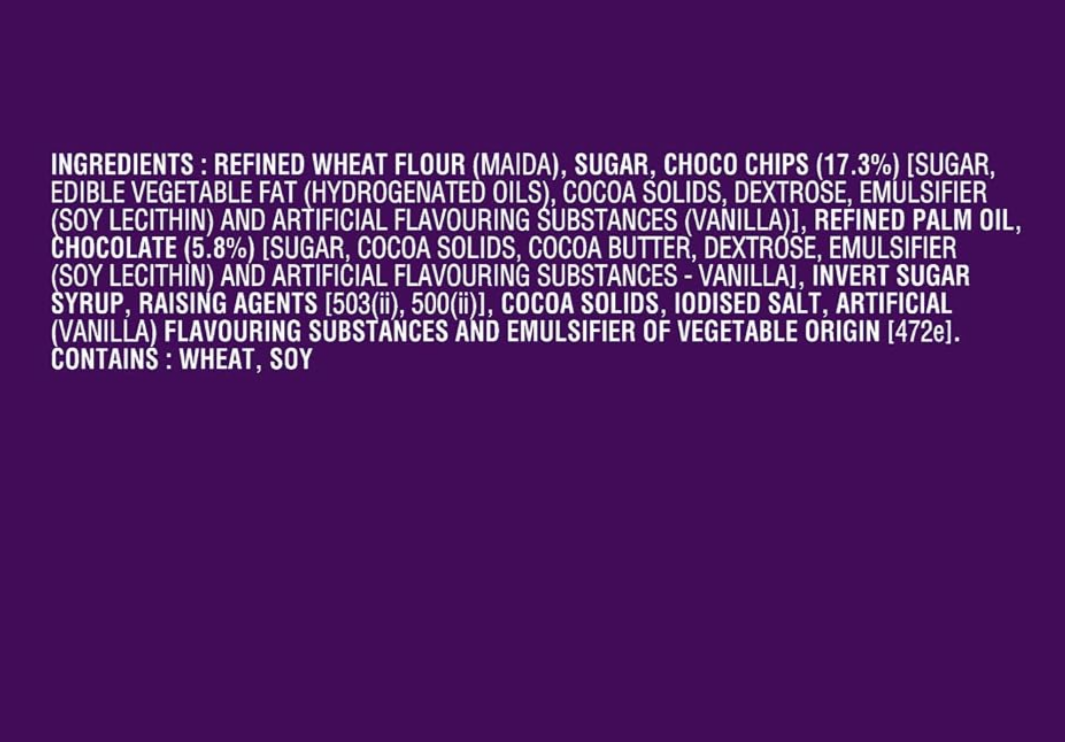 INGREDIENTS : REFINED WHEAT FLOUR (MAIDA), SUGAR, CHOCO CHIPS (17.3%) [SUGAR,
EDIBLE VEGETABLE FAT (HYDROGENATED OILS), COCOA SOLIDS, DEXTROSE, EMULSIFIER
(SOY LECITHIN) AND ARTIFICIAL FLAVOURING SUBSTANCES (VANILLA)], REFINED PALM OIL,
CHOCOLATE (5.8%) [SUGAR, COCOA SOLIDS, COCOA BUTTER, DEXTROSE, EMULSIFIER
(SOY LECITHIN) AND ARTIFICIAL FLAVOURING SUBSTANCES - VANILLA], INVERT SUGAR
SYRUP, RAISING AGENTS [503(ii), 500(ii)], COCOA SOLIDS, IODISED SALT, ARTIFICIAL
(VANILLA) FLAVOURING SUBSTANCES AND EMULSIFIER OF VEGETABLE ORIGIN [472e].
CONTAINS : WHEAT, SOY